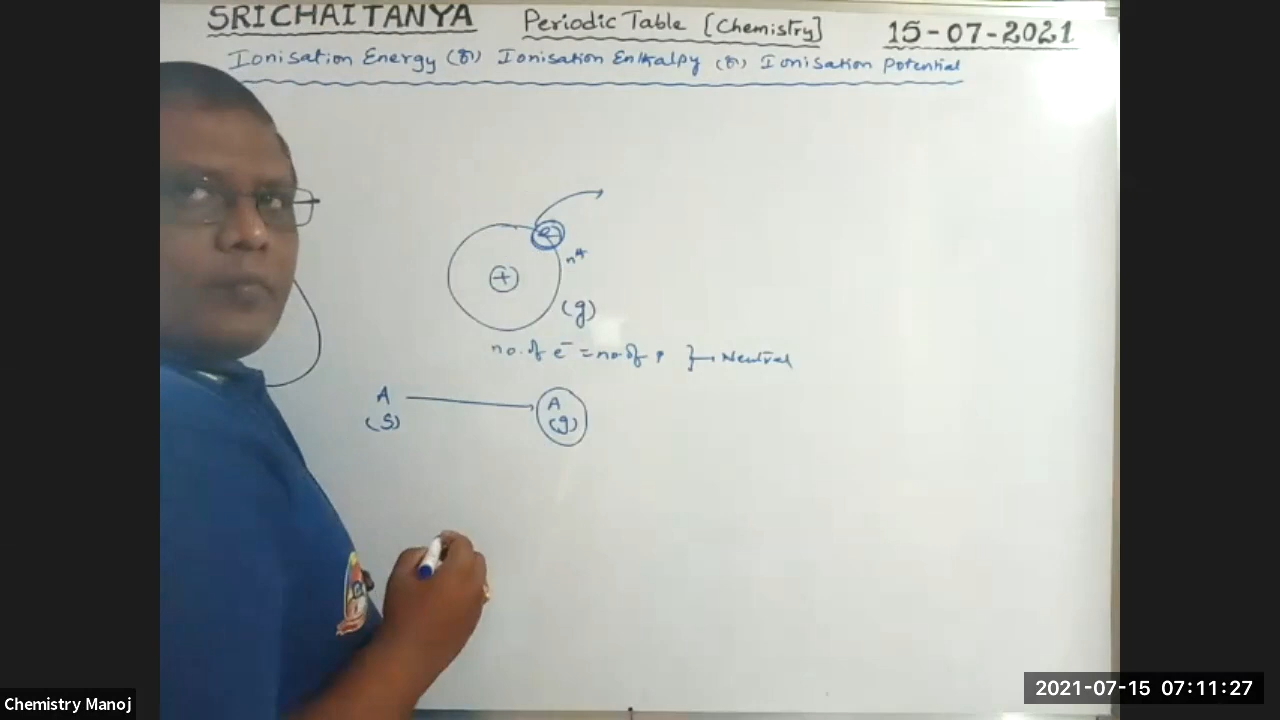 SRICHAITANYA Periodic Table [Chemistry] 15-07-2021
Ionisation Energy (or) Ionisation Enthalpy (or) Ionisation Potential
e-
n*
+
(g)
no. of e- = no. of p } → Neutral
A → A
(S) (g)
Chemistry Manoj
2021-07-15 07:11:27